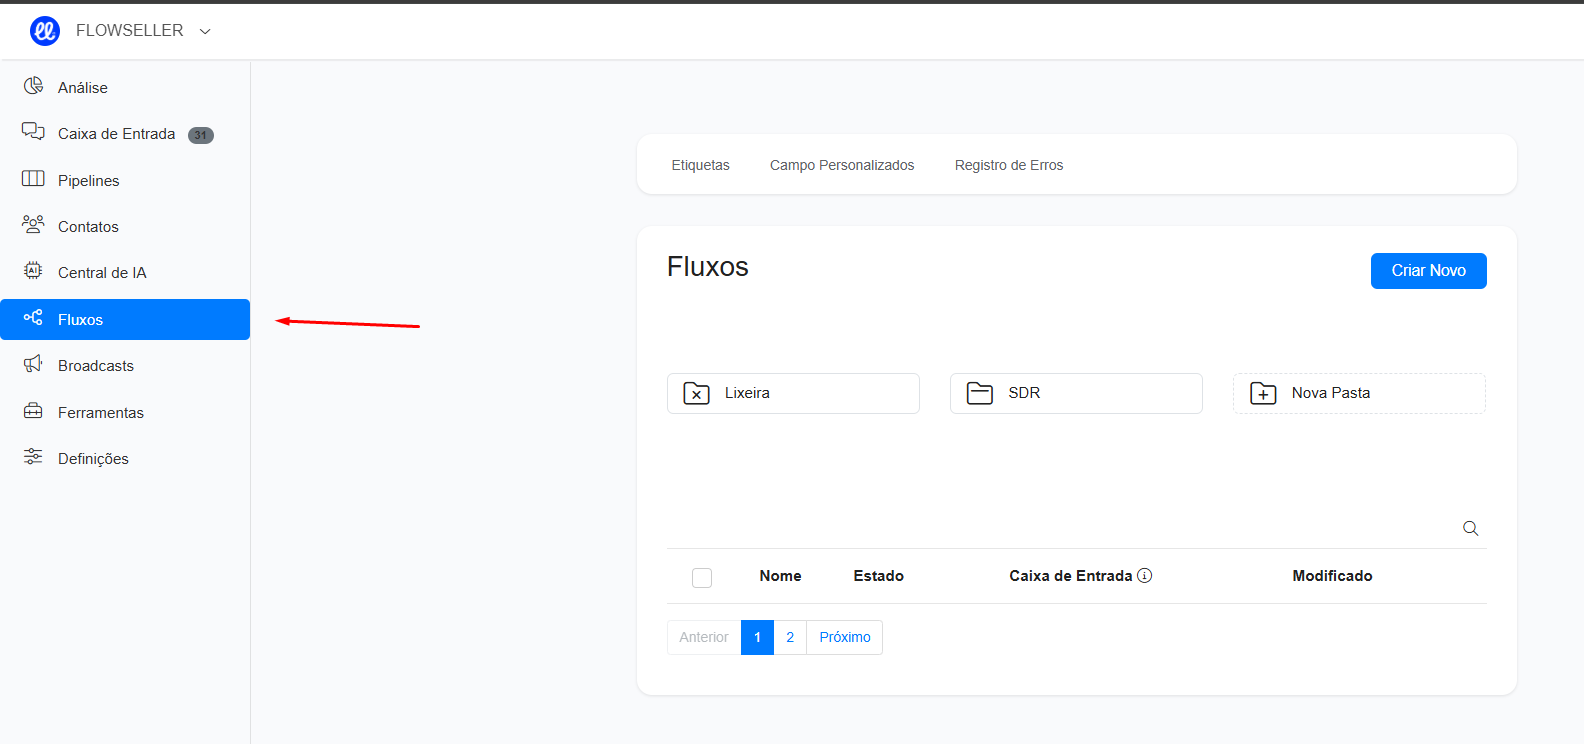 FLOWSELLER
Análise
Caixa de Entrada 31
Pipelines
Contatos
Central de IA
Fluxos
Broadcasts
Ferramentas
Definições
Etiquetas Campo Personalizados Registro de Erros
Fluxos
Criar Novo
Lixeira SDR Nova Pasta
Nome Estado Caixa de Entrada Modificado
Anterior 1 2 Próximo